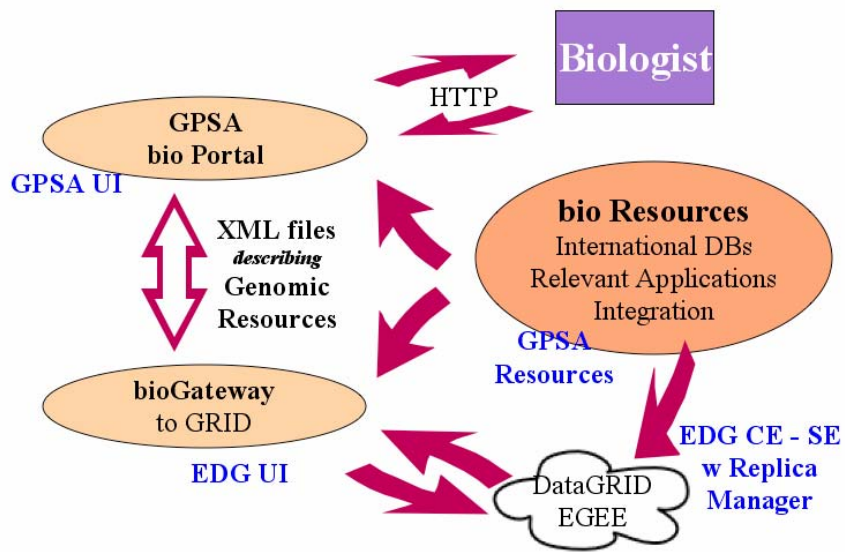 Biologist
HTTP
GPSA
bio Portal
GPSA UI
XML files
describing
Genomic
Resources
bio Resources
International DBs
Relevant Applications
Integration
GPSA
Resources
bioGateway
to GRID
EDG UI
DataGRID
EGEE
EDG CE - SE
w Replica
Manager